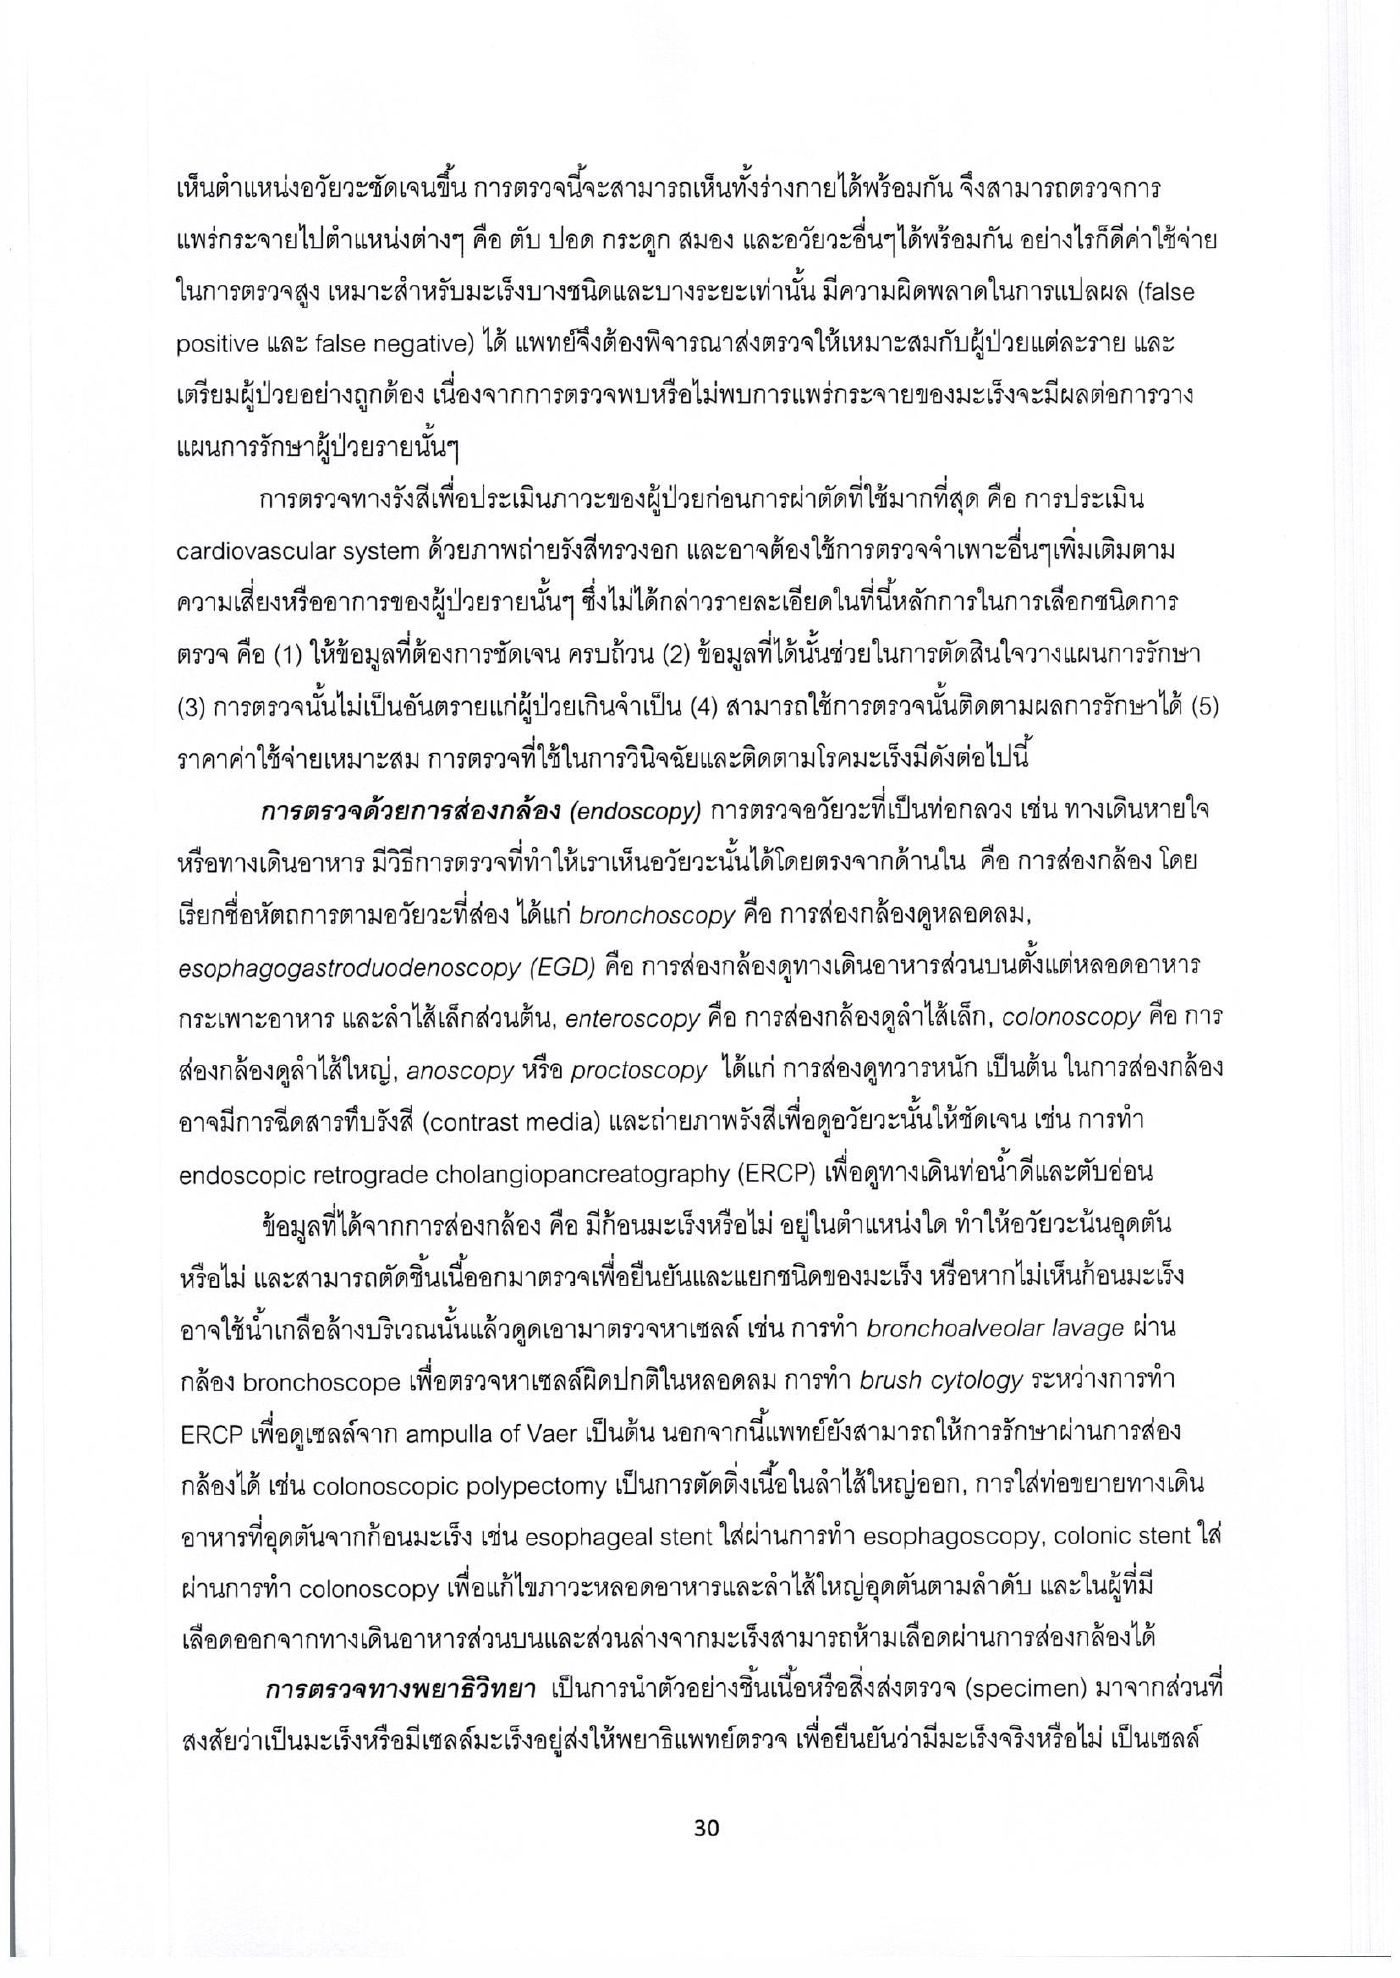 เห็นตำแหน่งอวัยวะชัดเจนขึ้น การตรวจนี้จะสามารถเห็นทั้งร่างกายได้พร้อมกัน จึงสามารถตรวจการ
แพร่กระจายไปตำแหน่งต่างๆ คือ ตับ ปอด กระดูก สมอง และอวัยวะอื่นๆได้พร้อมกัน อย่างไรก็ดีค่าใช้จ่าย
ในการตรวจสูง เหมาะสำหรับมะเร็งบางชนิดและบางระยะเท่านั้น มีความผิดพลาดในการแปลผล (false
positive และ false negative) ได้ แพทย์จึงต้องพิจารณาส่งตรวจให้เหมาะสมกับผู้ป่วยแต่ละราย และ
เตรียมผู้ป่วยอย่างถูกต้อง เนื่องจากการตรวจพบหรือไม่พบการแพร่กระจายของมะเร็งจะมีผลต่อการวาง
แผนการรักษาผู้ป่วยรายนั้นๆ
การตรวจทางรังสีเพื่อประเมินภาวะของผู้ป่วยก่อนการผ่าตัดที่ใช้มากที่สุด คือ การประเมิน
cardiovascular system ด้วยภาพถ่ายรังสีทรวงอก และอาจต้องใช้การตรวจจำเพาะอื่นๆเพิ่มเติมตาม
ความเสี่ยงหรืออาการของผู้ป่วยรายนั้นๆ ซึ่งไม่ได้กล่าวรายละเอียดในที่นี้หลักการในการเลือกชนิดการ
ตรวจ คือ (1) ให้ข้อมูลที่ต้องการชัดเจน ครบถ้วน (2) ข้อมูลที่ได้นั้นช่วยในการตัดสินใจวางแผนการรักษา
(3) การตรวจนั้นไม่เป็นอันตรายแก่ผู้ป่วยเกินจำเป็น (4) สามารถใช้การตรวจนั้นติดตามผลการรักษาได้ (5)
ราคาค่าใช้จ่ายเหมาะสม การตรวจที่ใช้ในการวินิจฉัยและติดตามโรคมะเร็งมีดังต่อไปนี้
การตรวจด้วยการส่องกล้อง (endoscopy) การตรวจอวัยวะที่เป็นท่อกลวง เช่น ทางเดินหายใจ
หรือทางเดินอาหาร มีวิธีการตรวจที่ทำให้เราเห็นอวัยวะนั้นได้โดยตรงจากด้านใน คือ การส่องกล้อง โดย
เรียกชื่อหัตถการตามอวัยวะที่ส่อง ได้แก่ bronchoscopy คือ การส่องกล้องดูหลอดลม,
esophagogastroduodenoscopy (EGD) คือ การส่องกล้องดูทางเดินอาหารส่วนบนตั้งแต่หลอดอาหาร
กระเพาะอาหาร และลำไส้เล็กส่วนต้น, enteroscopy คือ การส่องกล้องดูลำไส้เล็ก, colonoscopy คือ การ
ส่องกล้องดูลำไส้ใหญ่, anoscopy หรือ proctoscopy ได้แก่ การส่องดูทวารหนัก เป็นต้น ในการส่องกล้อง
อาจมีการฉีดสารทึบรังสี (contrast media) และถ่ายภาพรังสีเพื่อดูอวัยวะนั้นให้ชัดเจน เช่น การทำ
endoscopic retrograde cholangiopancreatography (ERCP) เพื่อดูทางเดินท่อน้ำดีและตับอ่อน
ข้อมูลที่ได้จากการส่องกล้อง คือ มีก้อนมะเร็งหรือไม่ อยู่ในตำแหน่งใด ทำให้อวัยวะนั้นอุดตัน
หรือไม่ และสามารถตัดชิ้นเนื้อออกมาตรวจเพื่อยืนยันและแยกชนิดของมะเร็ง หรือหากไม่เห็นก้อนมะเร็ง
อาจใช้น้ำเกลือล้างบริเวณนั้นแล้วดูดเอามาตรวจหาเซลล์ เช่น การทำ bronchoalveolar lavage ผ่าน
กล้อง bronchoscope เพื่อตรวจหาเซลล์ผิดปกติในหลอดลม การทำ brush cytology ระหว่างการทำ
ERCP เพื่อดูเซลล์จาก ampulla of Vaer เป็นต้น นอกจากนี้แพทย์ยังสามารถให้การรักษาผ่านการส่อง
กล้องได้ เช่น colonoscopic polypectomy เป็นการตัดติ่งเนื้อในลำไส้ใหญ่ออก, การใส่ท่อขยายทางเดิน
อาหารที่อุดตันจากก้อนมะเร็ง เช่น esophageal stent ใส่ผ่านการทำ esophagoscopy, colonic stent ใส่
ผ่านการทำ colonoscopy เพื่อแก้ไขภาวะหลอดอาหารและลำไส้ใหญ่อุดตันตามลำดับ และในผู้ที่มี
เลือดออกจากทางเดินอาหารส่วนบนและส่วนล่างจากมะเร็งสามารถห้ามเลือดผ่านการส่องกล้องได้
การตรวจทางพยาธิวิทยา เป็นการนำตัวอย่างชิ้นเนื้อหรือสิ่งส่งตรวจ (specimen) มาจากส่วนที่
สงสัยว่าเป็นมะเร็งหรือมีเซลล์มะเร็งอยู่ส่งให้พยาธิแพทย์ตรวจ เพื่อยืนยันว่ามีมะเร็งจริงหรือไม่ เป็นเซลล์
30